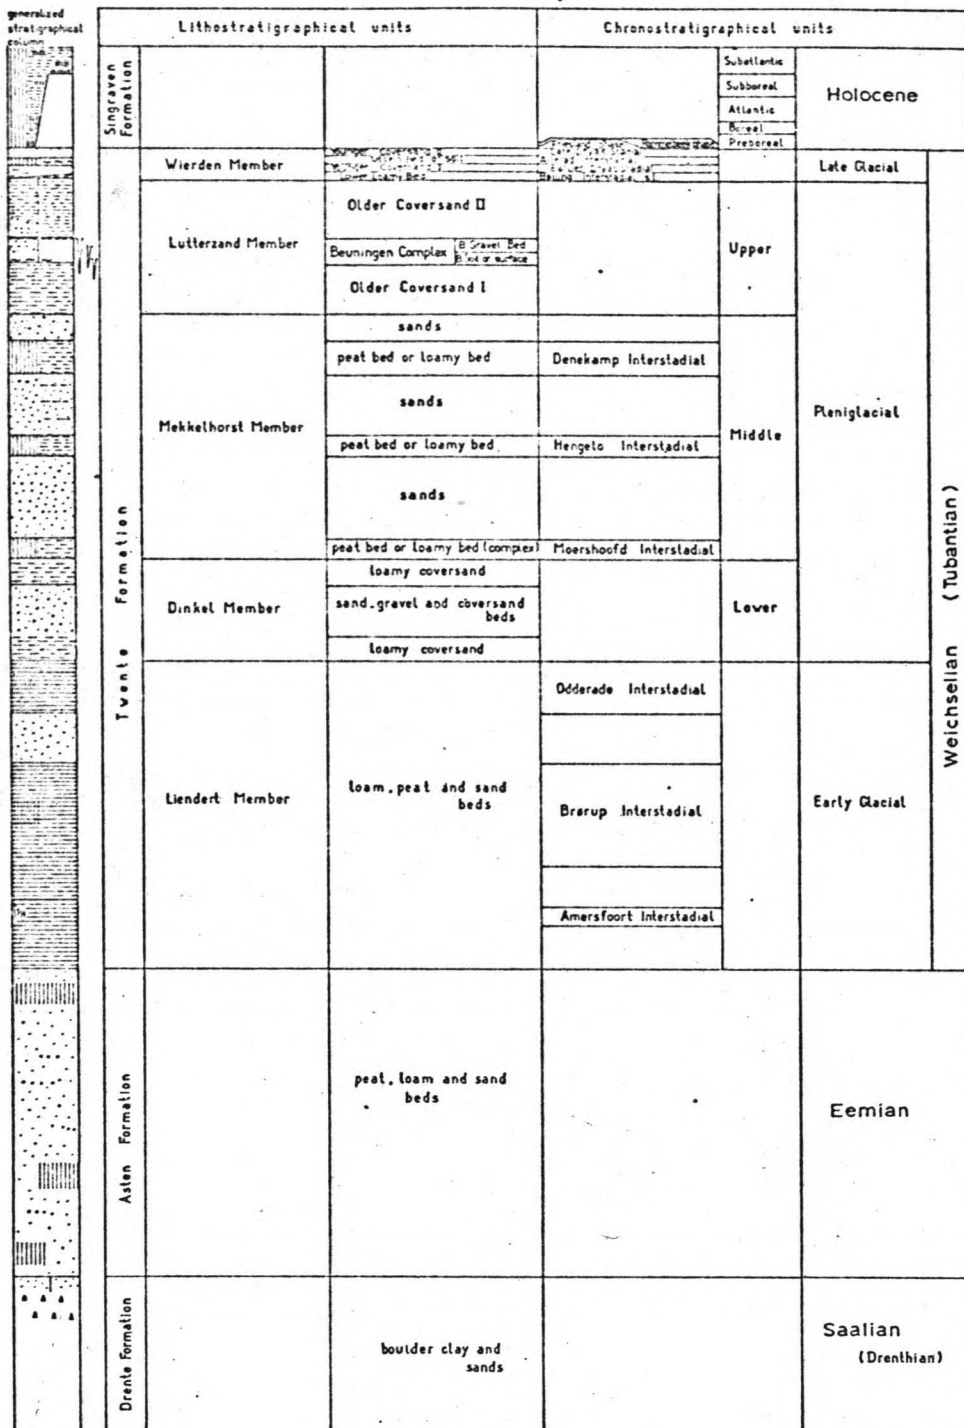 generalized
stratigraphical
column
Lithostratigraphical units
Chronostratigraphical units
Singraven
Formation
Subatlantic
Subboreal
Atlantic
Boreal
Preboreal
Holocene
Wierden Member
Lower Loamy Bed
Late Glacial
Twente Formation
Lutterzand Member
Older Coversand II
Beuningen Complex
B Gravel Bed
Older Coversand I
Upper
Mekkelhorst Member
sands
peat bed or loamy bed
Denekamp Interstadial
sands
peat bed or loamy bed
Hengelo Interstadial
sands
peat bed or loamy bed (complex)
Moershoofd Interstadial
Middle
Pleniglacial
Dinkel Member
loamy coversand
sand, gravel and coversand
beds
loamy coversand
Lower
Weichselian (Tubantian)
Liendert Member
loam, peat and sand
beds
Odderade Interstadial
Brørup Interstadial
Amersfoort Interstadial
Early Glacial
Asten Formation
peat, loam and sand
beds
Eemian
Drente Formation
boulder clay and
sands
Saalian
(Drenthian)